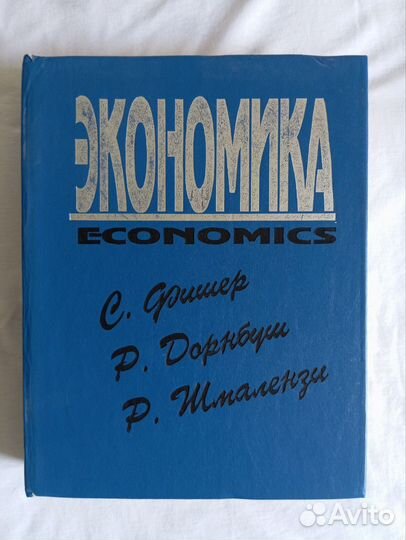 ЭКОНОМИКА
ECONOMICS
С. Фишер
Р. Дорнбуш
Р. Шмалензи
Avito